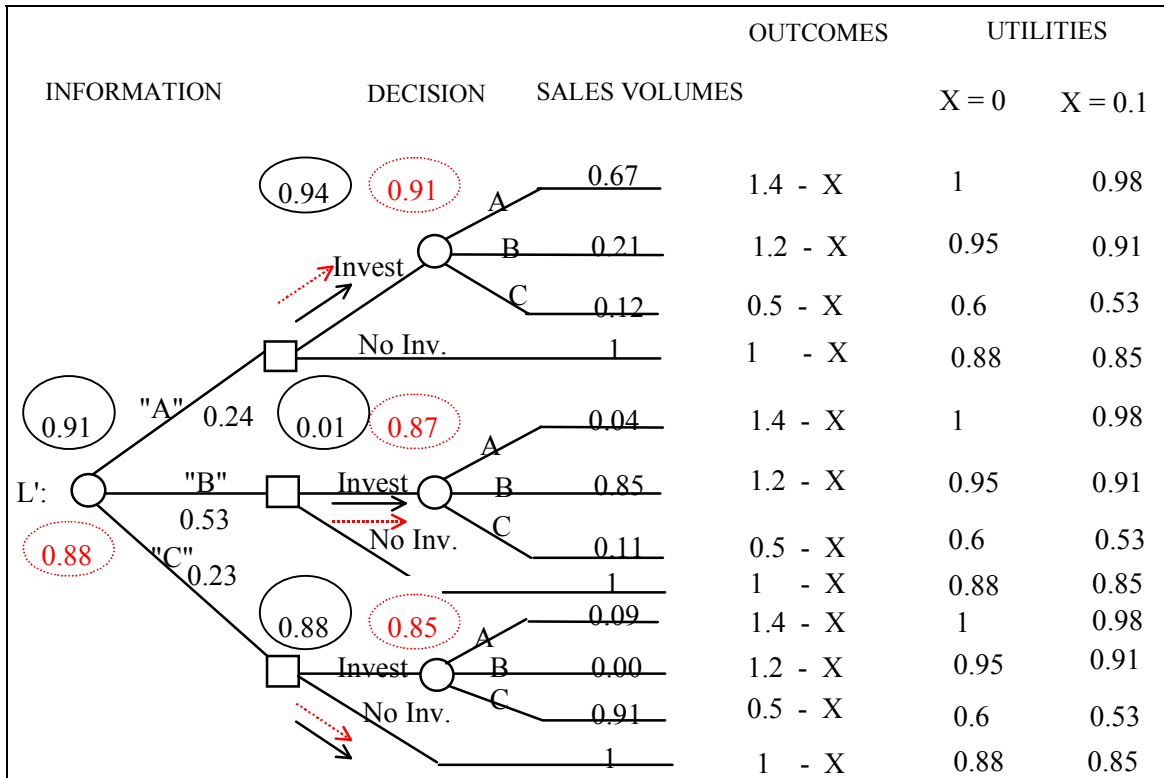 OUTCOMES UTILITIES
INFORMATION DECISION SALES VOLUMES X = 0 X = 0.1
0.94 0.91 A 0.67 1.4 - X 1 0.98
Invest B 0.21 1.2 - X 0.95 0.91
C 0.12 0.5 - X 0.6 0.53
No Inv. 1 1 - X 0.88 0.85
0.91 "A" 0.24 0.01 0.87 A 0.04 1.4 - X 1 0.98
L': "B" Invest B 0.85 1.2 - X 0.95 0.91
0.53 No Inv. C 0.11 0.5 - X 0.6 0.53
0.88 "C" 0.23 1 1 - X 0.88 0.85
0.88 0.85 A 0.09 1.4 - X 1 0.98
Invest B 0.00 1.2 - X 0.95 0.91
No Inv. C 0.91 0.5 - X 0.6 0.53
1 1 - X 0.88 0.85